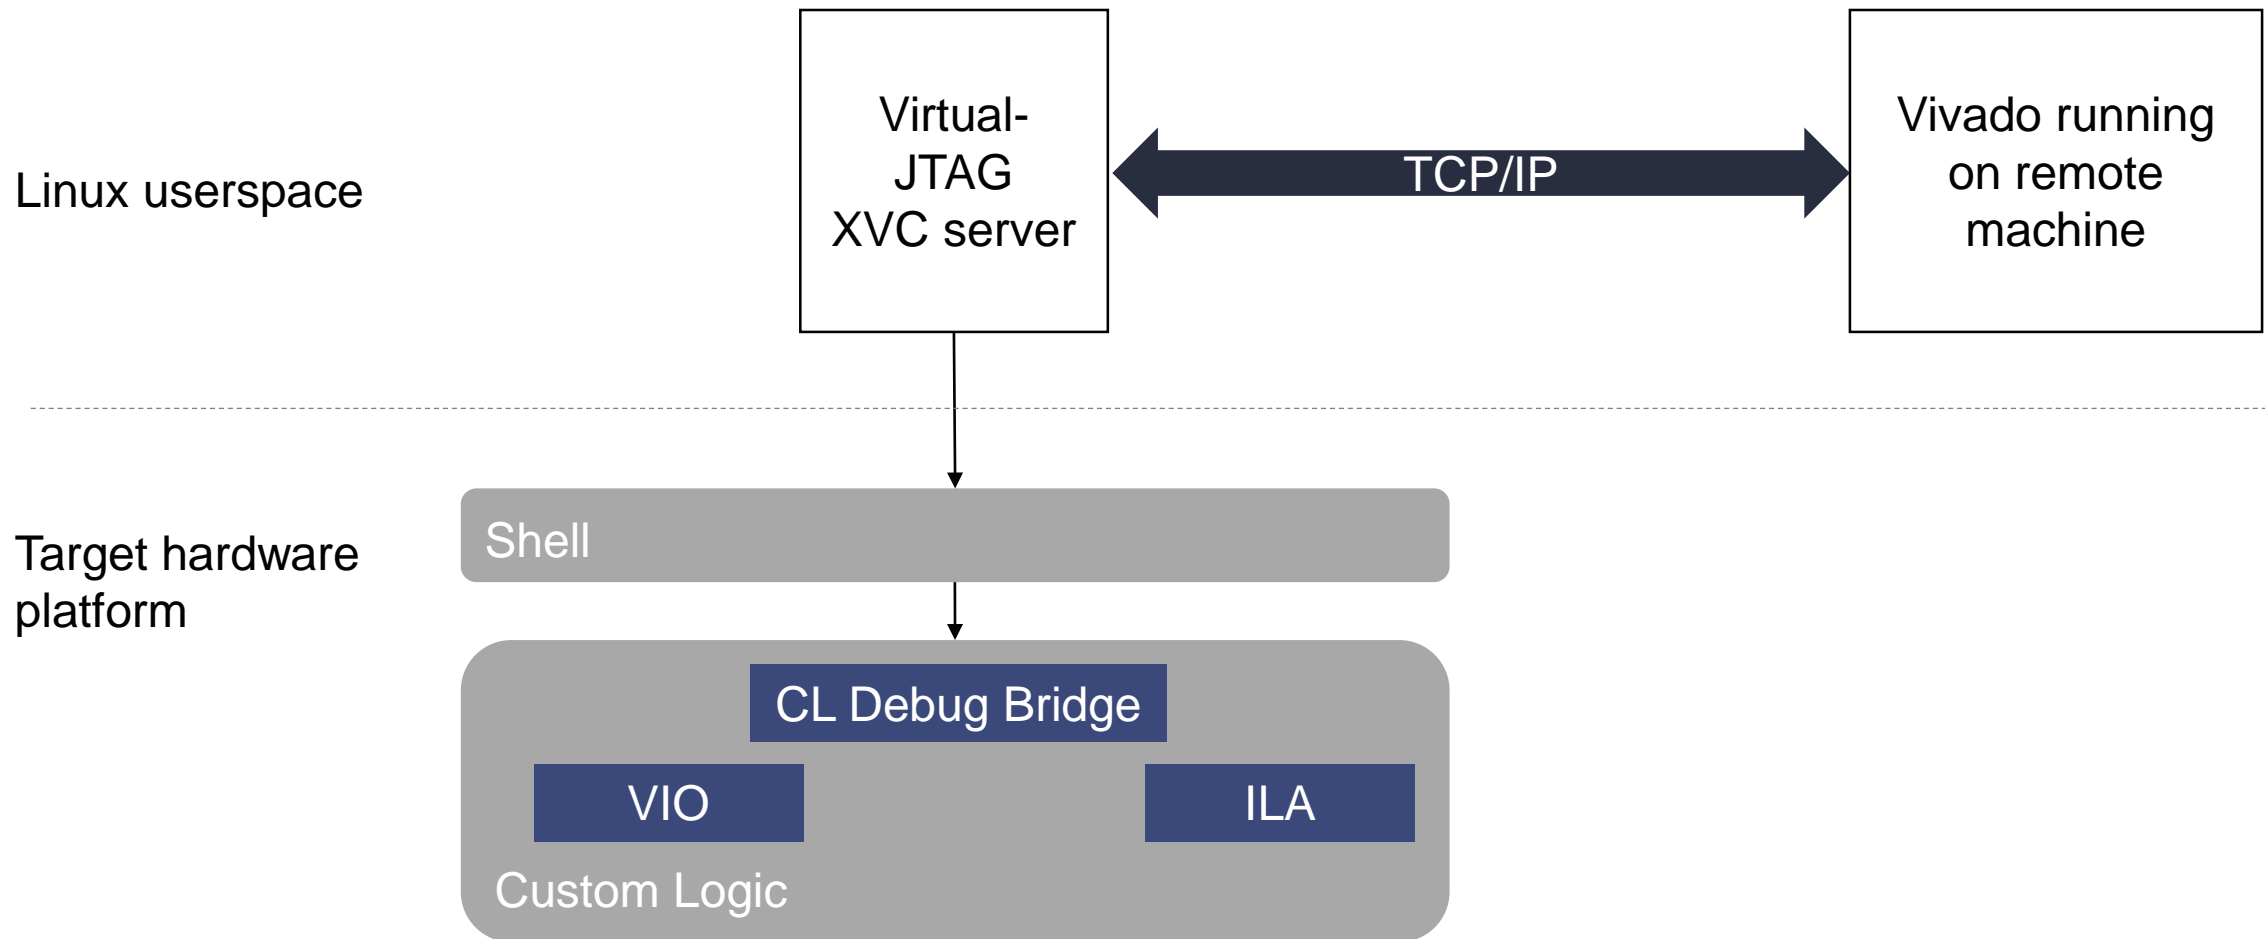 Linux userspace
Virtual-
JTAG
XVC server
TCP/IP
Vivado running
on remote
machine
Target hardware
platform
Shell
CL Debug Bridge
VIO
ILA
Custom Logic